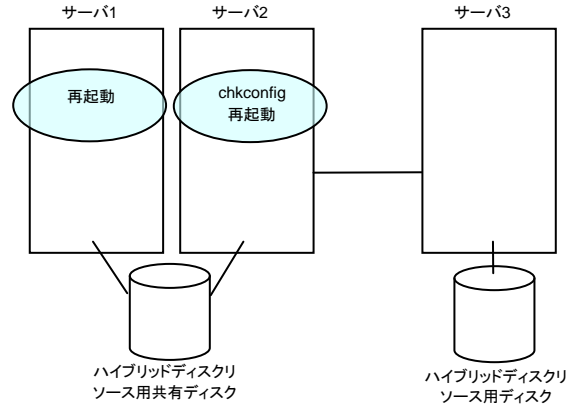 サーバ1
サーバ2
サーバ3
再起動
chkconfig
再起動
ハイブリッドディスクリ
ソース用共有ディスク
ハイブリッドディスクリ
ソース用ディスク